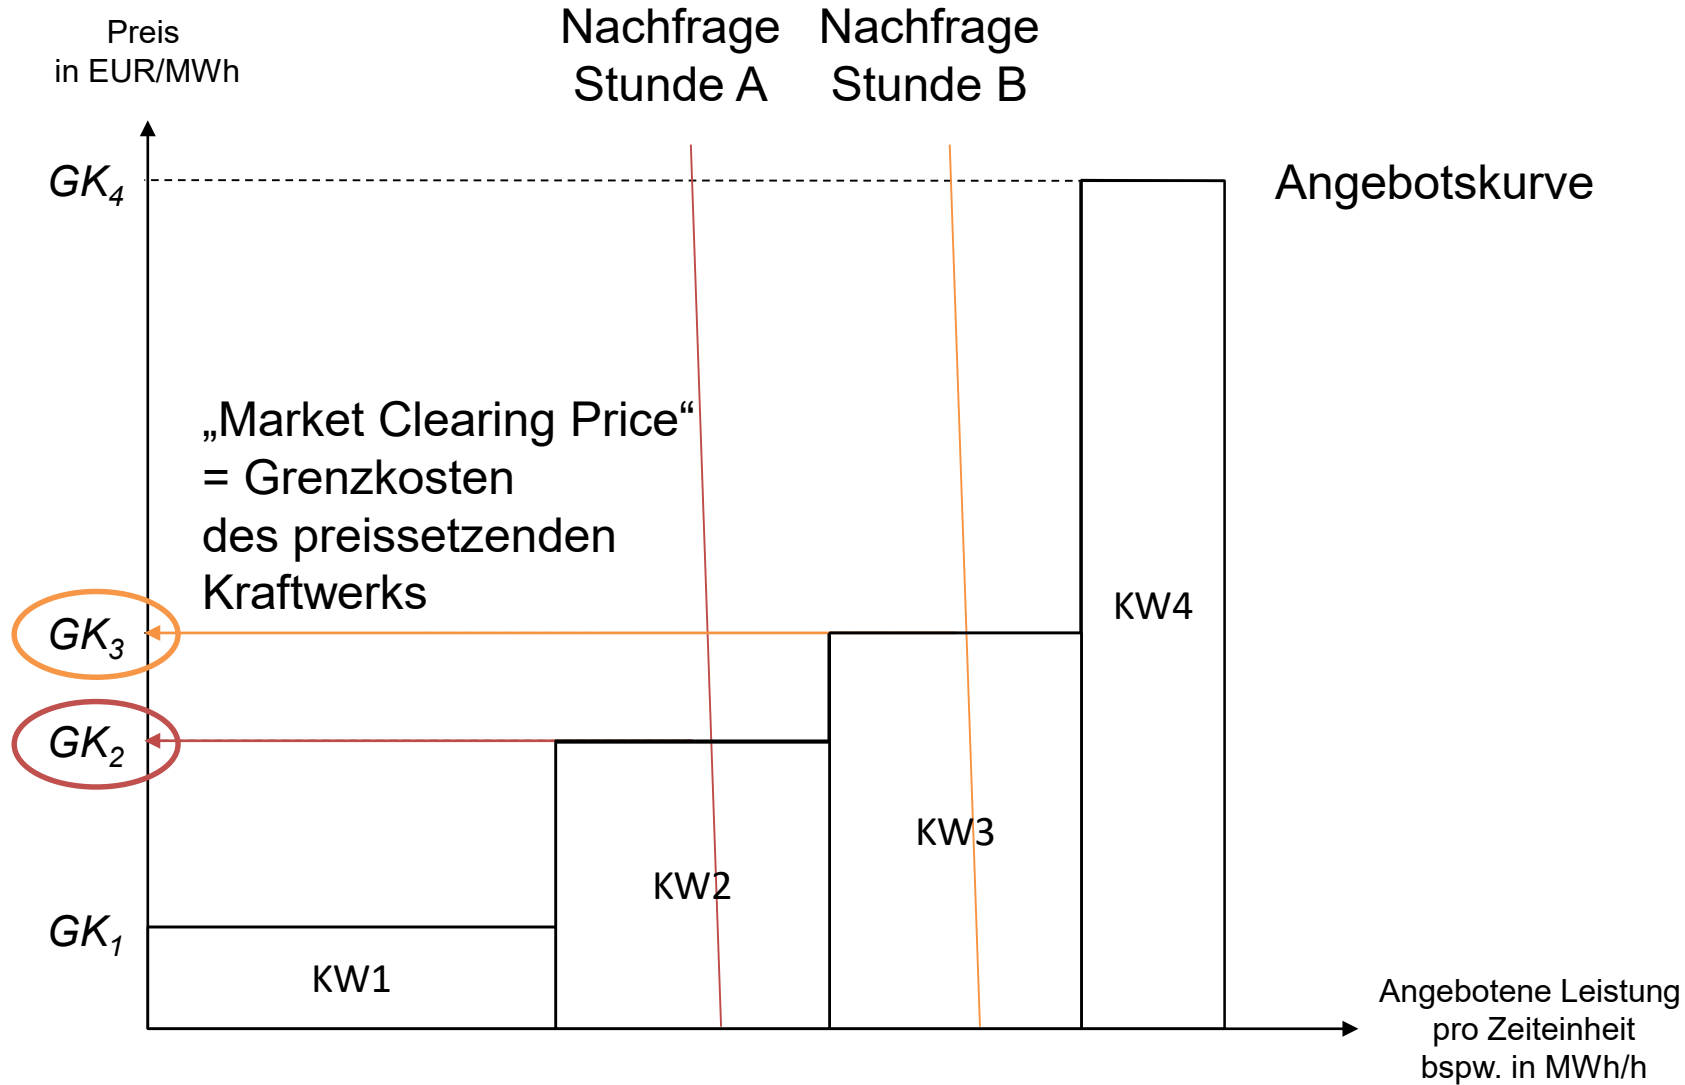 Preis
in EUR/MWh
Nachfrage
Stunde A
Nachfrage
Stunde B
GK4
Angebotskurve
„Market Clearing Price“
= Grenzkosten
des preissetzenden
Kraftwerks
GK3
GK2
GK1
KW4
KW3
KW2
KW1
Angebotene Leistung
pro Zeiteinheit
bspw. in MWh/h